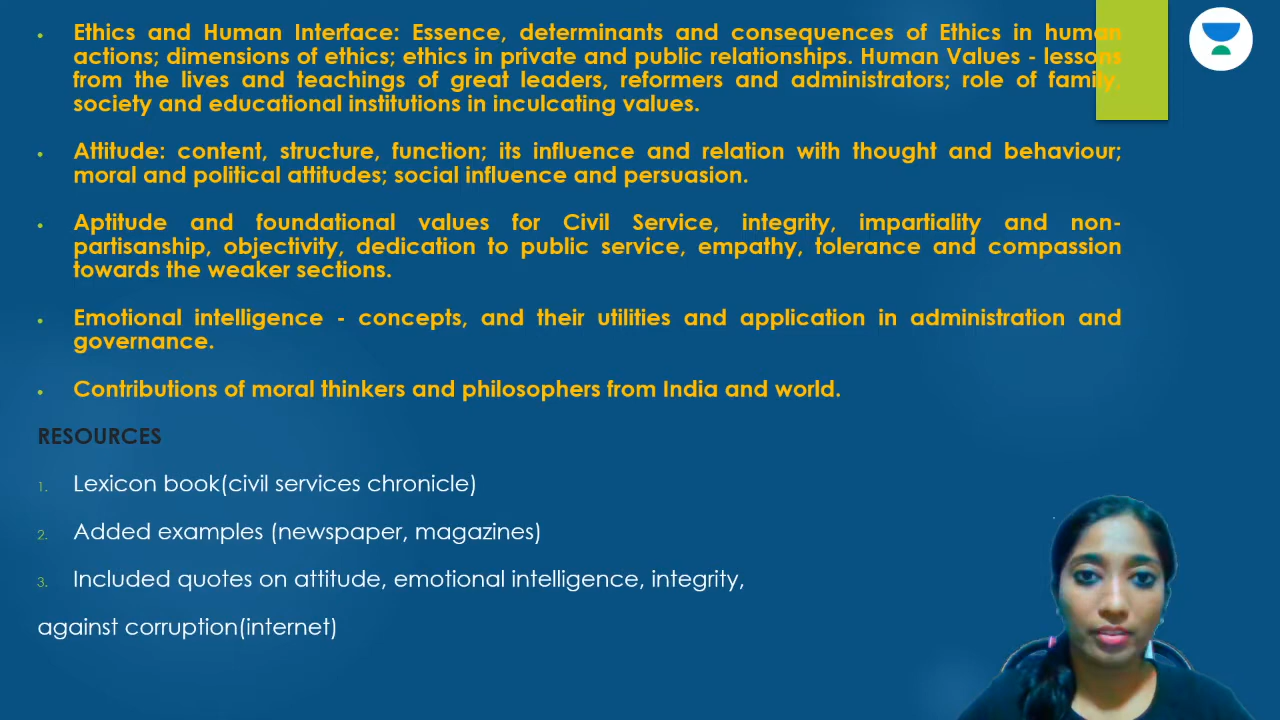 • Ethics and Human Interface: Essence, determinants and consequences of Ethics in human
actions; dimensions of ethics; ethics in private and public relationships. Human Values - lessons
from the lives and teachings of great leaders, reformers and administrators; role of family,
society and educational institutions in inculcating values.
• Attitude: content, structure, function; its influence and relation with thought and behaviour;
moral and political attitudes; social influence and persuasion.
• Aptitude and foundational values for Civil Service, integrity, impartiality and non-
partisanship, objectivity, dedication to public service, empathy, tolerance and compassion
towards the weaker sections.
• Emotional intelligence - concepts, and their utilities and application in administration and
governance.
• Contributions of moral thinkers and philosophers from India and world.
RESOURCES
1. Lexicon book(civil services chronicle)
2. Added examples (newspaper, magazines)
3. Included quotes on attitude, emotional intelligence, integrity,
against corruption(internet)